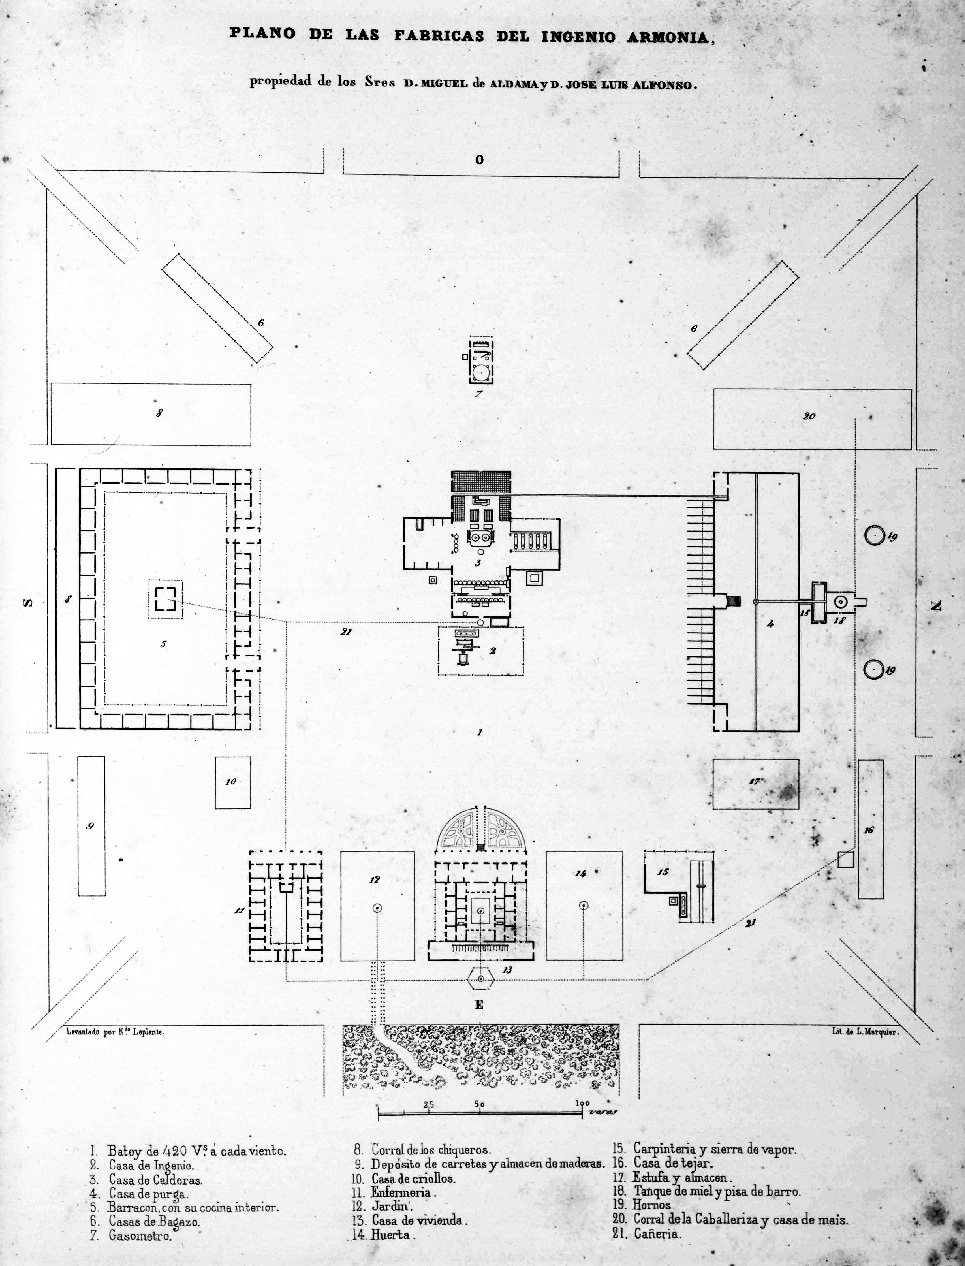 PLANO DE LAS FABRICAS DEL INGENIO ARMONIA,
propiedad de los Sres D. MIGUEL de ALDAMA y D. JOSE LUIS ALFONSO.
O
6
6
7
8
20
3
19
S
8
5
21
2
4
18
18
N
19
1
10
17
9
16
11
12
14
15
21
13
E
Levantado por Edo Laplante.
Lit. de L. Marquier.
25
50
100
varas
1. Batey de 420 Vs á cada viento.
2. Casa de Ingenio.
3. Casa de Calderas.
4. Casa de purga.
5. Barracon, con su cocina interior.
6. Casas de Bagazo.
7. Gasometro.
8. Corral de los chiqueros.
9. Depósito de carretas y almacen de maderas.
10. Casa de criollos.
11. Enfermeria.
12. Jardin.
13. Casa de vivienda.
14. Huerta.
15. Carpinteria y sierra de vapor.
16. Casa de tejar.
17. Estufa y almacen.
18. Tanque de miel y pisa de barro.
19. Hornos
20. Corral de la Caballeriza y casa de mais.
21. Cañeria.